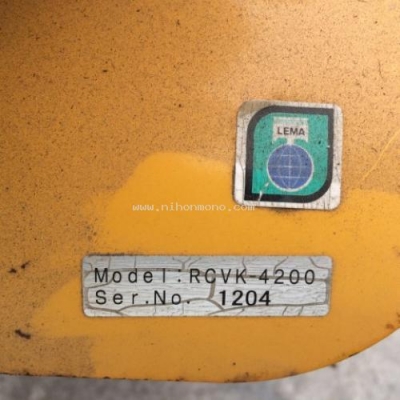 LEMA
www.nihonmono.com
Model:RCVK-4200
Ser.No. 1204